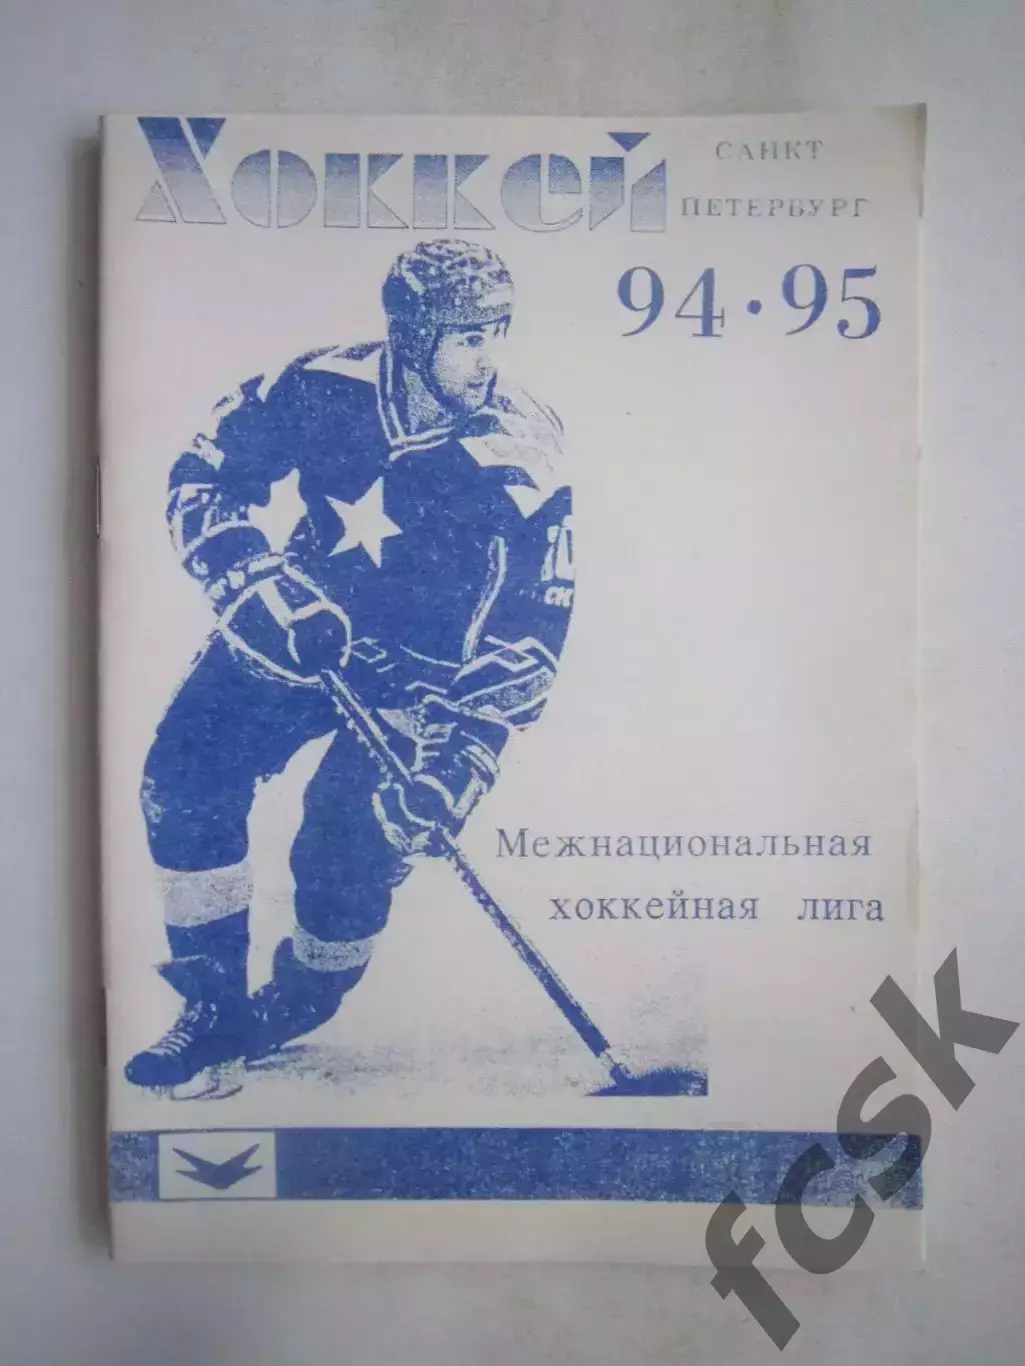 Хоккей
САНКТ
ПЕТЕРБУРГ
94·95
Межнациональная
хоккейная лига
fcsk